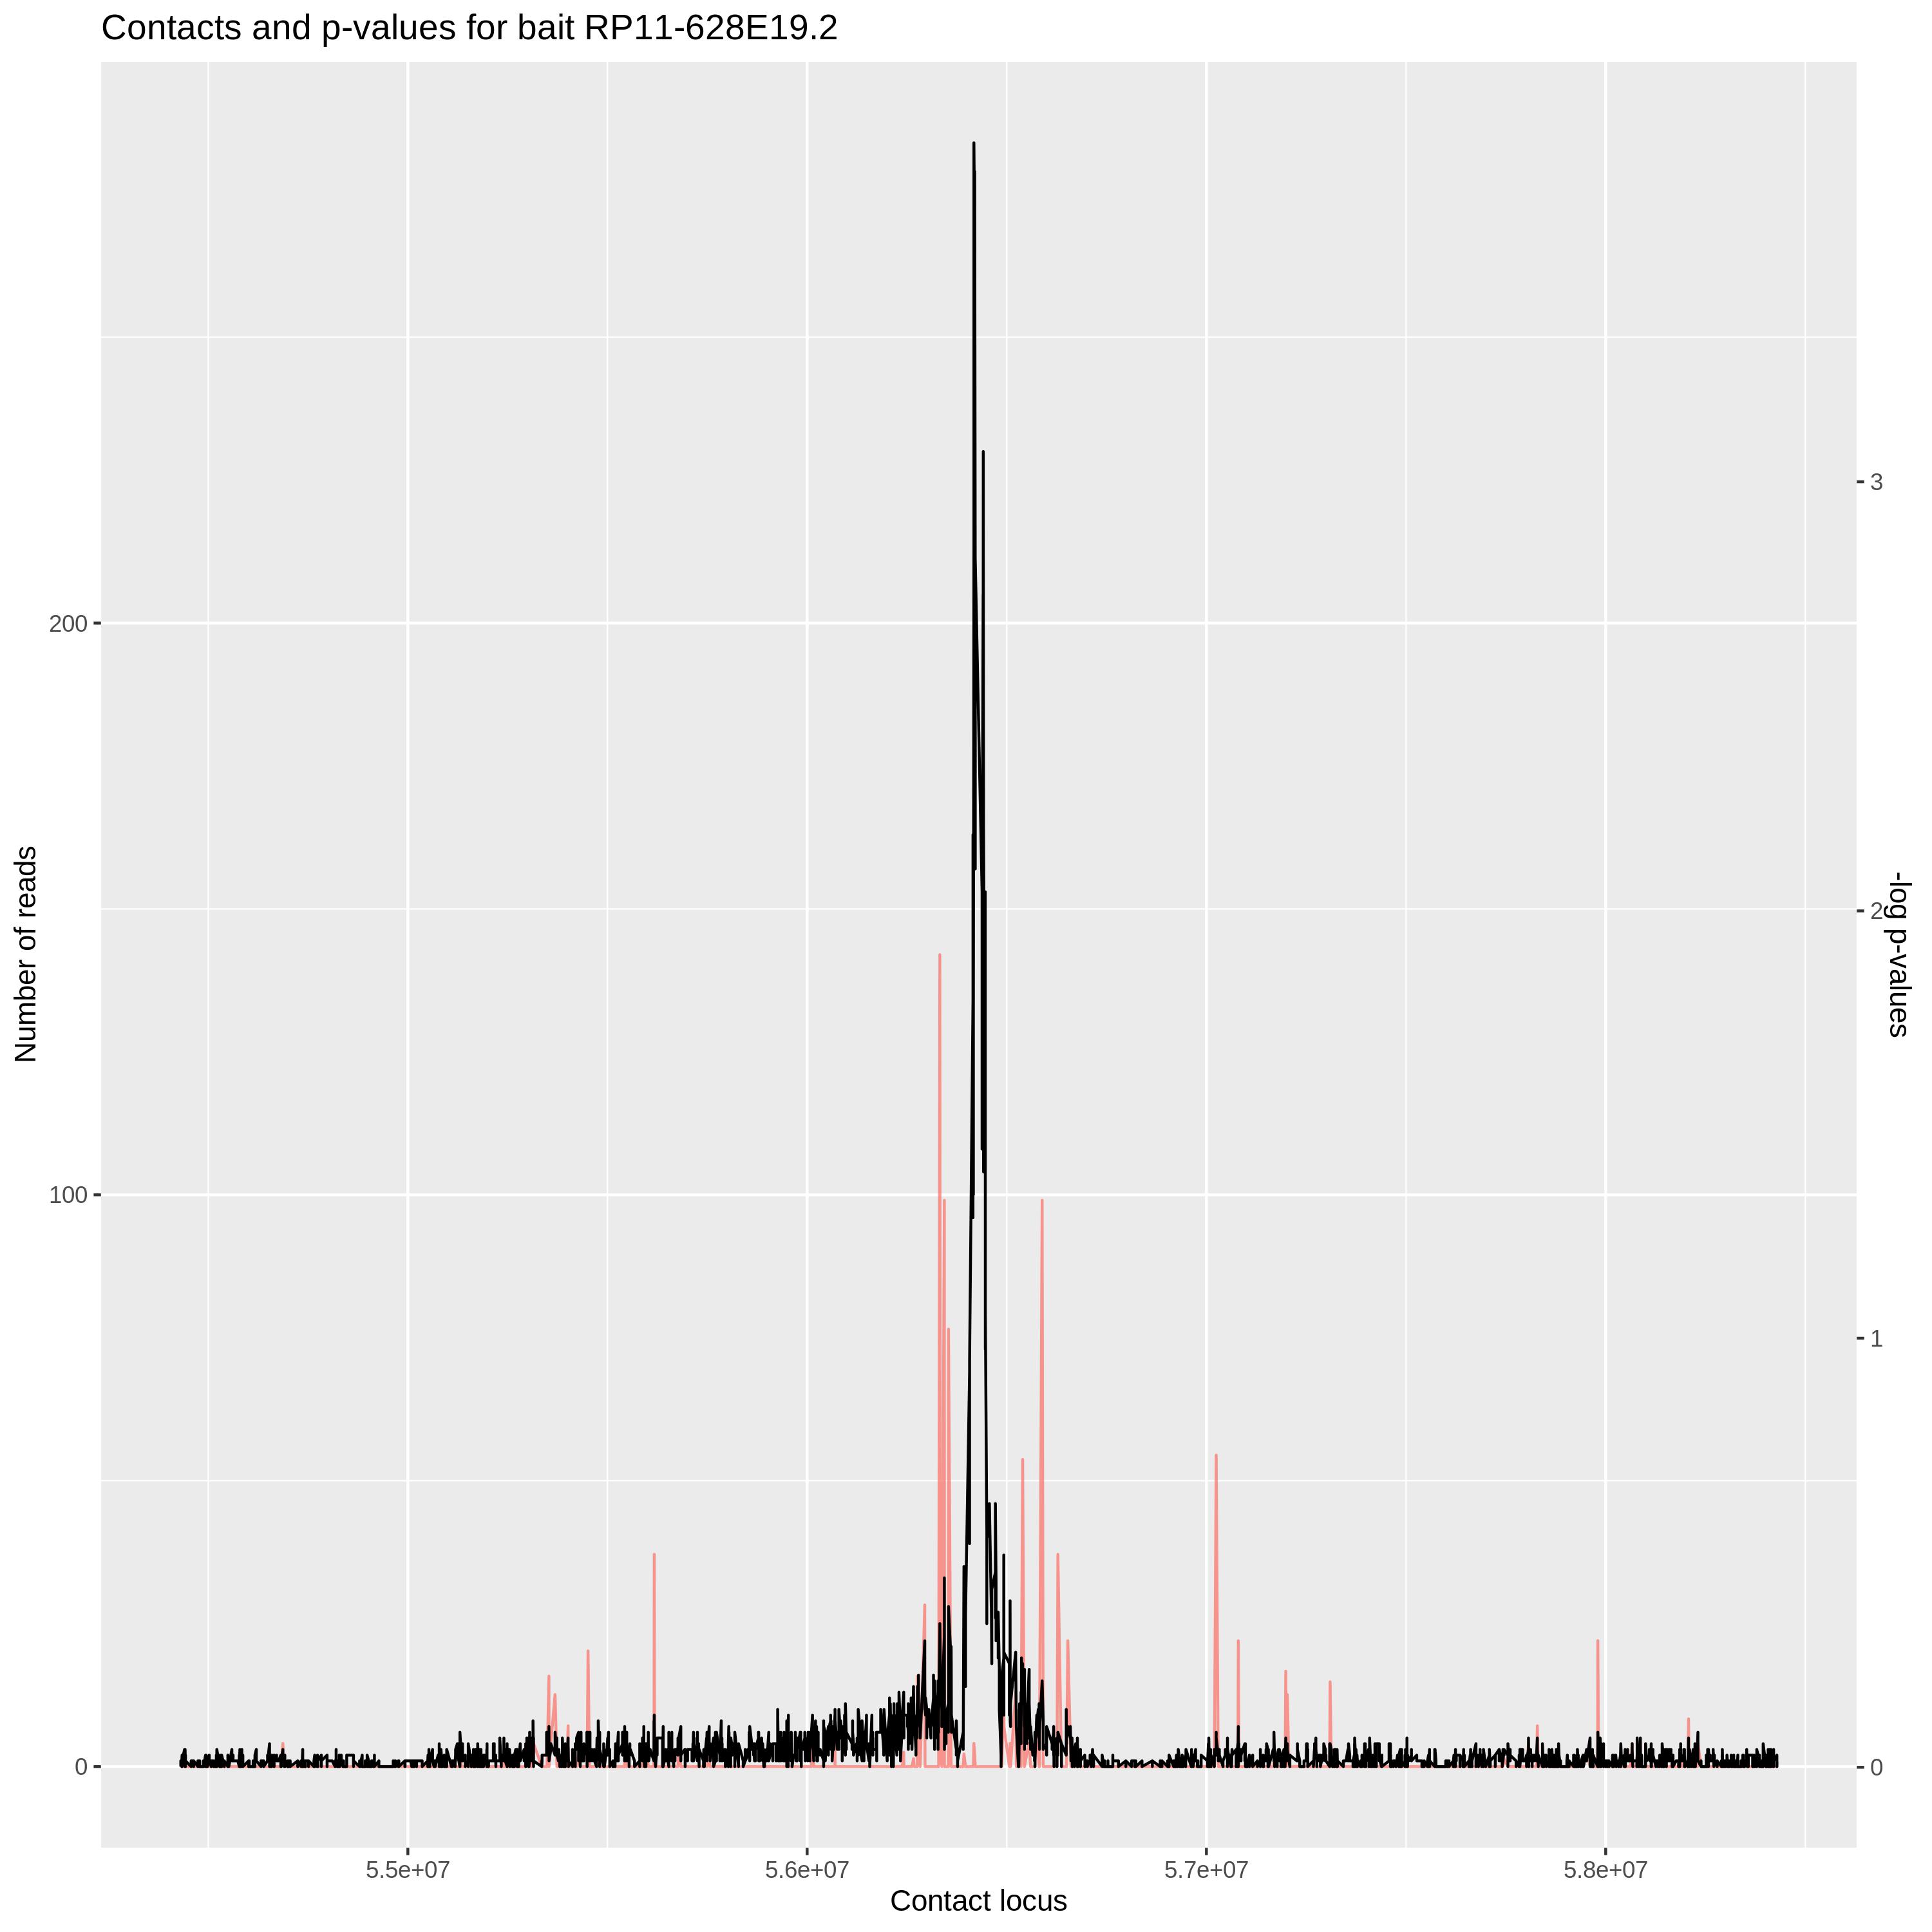 Contacts and p-values for bait RP11-628E19.2
Number of reads
200
100
0
3
2
1
0
-log p-values
5.5e+07 5.6e+07 5.7e+07 5.8e+07
Contact locus